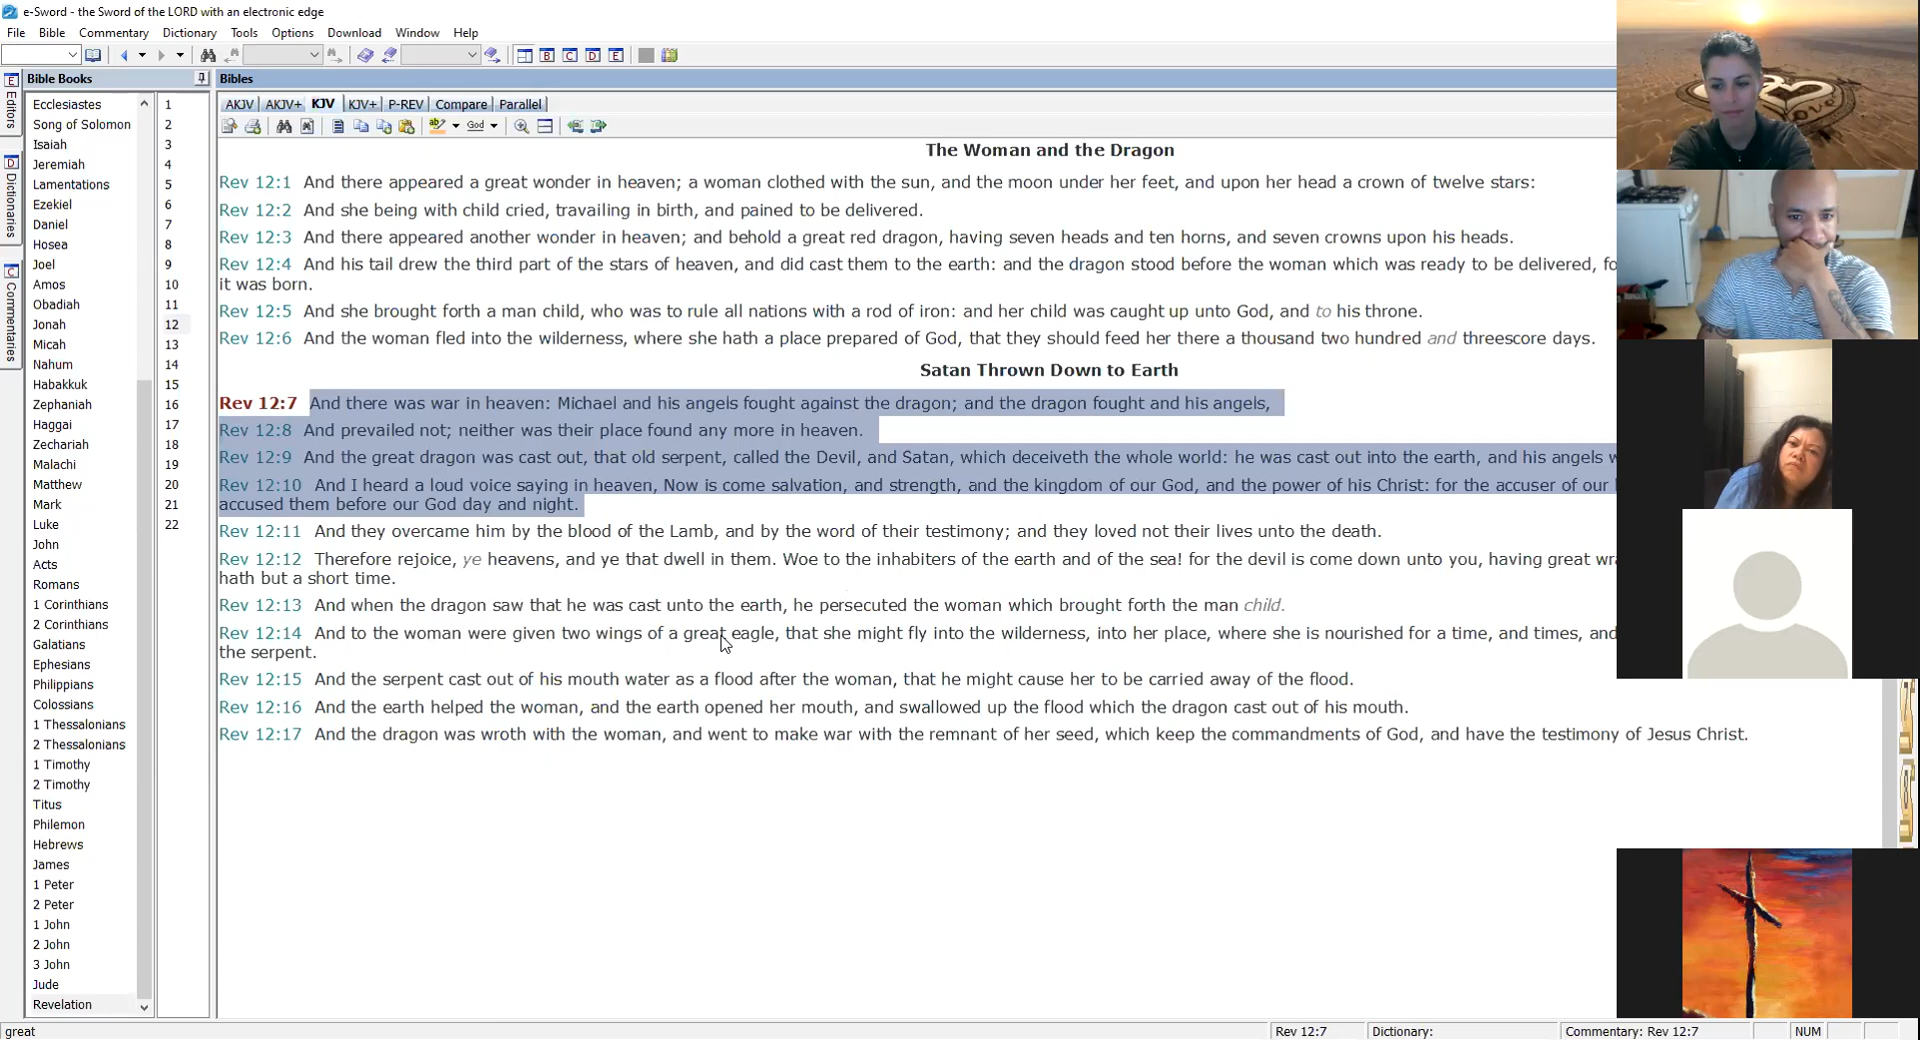 e-Sword - the Sword of the LORD with an electronic edge
File Bible Commentary Dictionary Tools Options Download Window Help
Bible Books
Bibles
Editors
Dictionaries
Commentaries
AKJV AKJV+ KJV KJV+ P-REV Compare Parallel
Ecclesiastes
Song of Solomon
Isaiah
Jeremiah
Lamentations
Ezekiel
Daniel
Hosea
Joel
Amos
Obadiah
Jonah
Micah
Nahum
Habakkuk
Zephaniah
Haggai
Zechariah
Malachi
Matthew
Mark
Luke
John
Acts
Romans
1 Corinthians
2 Corinthians
Galatians
Ephesians
Philippians
Colossians
1 Thessalonians
2 Thessalonians
1 Timothy
2 Timothy
Titus
Philemon
Hebrews
James
1 Peter
2 Peter
1 John
2 John
3 John
Jude
Revelation
1
2
3
4
5
6
7
8
9
10
11
12
13
14
15
16
17
18
19
20
21
22
ab God
B C D E
The Woman and the Dragon
Rev 12:1 And there appeared a great wonder in heaven; a woman clothed with the sun, and the moon under her feet, and upon her head a crown of twelve stars:
Rev 12:2 And she being with child cried, travailing in birth, and pained to be delivered.
Rev 12:3 And there appeared another wonder in heaven; and behold a great red dragon, having seven heads and ten horns, and seven crowns upon his heads.
Rev 12:4 And his tail drew the third part of the stars of heaven, and did cast them to the earth: and the dragon stood before the woman which was ready to be delivered, fo
it was born.
Rev 12:5 And she brought forth a man child, who was to rule all nations with a rod of iron: and her child was caught up unto God, and to his throne.
Rev 12:6 And the woman fled into the wilderness, where she hath a place prepared of God, that they should feed her there a thousand two hundred and threescore days.
Satan Thrown Down to Earth
Rev 12:7 And there was war in heaven: Michael and his angels fought against the dragon; and the dragon fought and his angels,
Rev 12:8 And prevailed not; neither was their place found any more in heaven.
Rev 12:9 And the great dragon was cast out, that old serpent, called the Devil, and Satan, which deceiveth the whole world: he was cast out into the earth, and his angels w
Rev 12:10 And I heard a loud voice saying in heaven, Now is come salvation, and strength, and the kingdom of our God, and the power of his Christ: for the accuser of our
accused them before our God day and night.
Rev 12:11 And they overcame him by the blood of the Lamb, and by the word of their testimony; and they loved not their lives unto the death.
Rev 12:12 Therefore rejoice, ye heavens, and ye that dwell in them. Woe to the inhabiters of the earth and of the sea! for the devil is come down unto you, having great wra
hath but a short time.
Rev 12:13 And when the dragon saw that he was cast unto the earth, he persecuted the woman which brought forth the man child.
Rev 12:14 And to the woman were given two wings of a great eagle, that she might fly into the wilderness, into her place, where she is nourished for a time, and times, and
the serpent.
Rev 12:15 And the serpent cast out of his mouth water as a flood after the woman, that he might cause her to be carried away of the flood.
Rev 12:16 And the earth helped the woman, and the earth opened her mouth, and swallowed up the flood which the dragon cast out of his mouth.
Rev 12:17 And the dragon was wroth with the woman, and went to make war with the remnant of her seed, which keep the commandments of God, and have the testimony of Jesus Christ.
great
Rev 12:7 Dictionary: Commentary: Rev 12:7 NUM